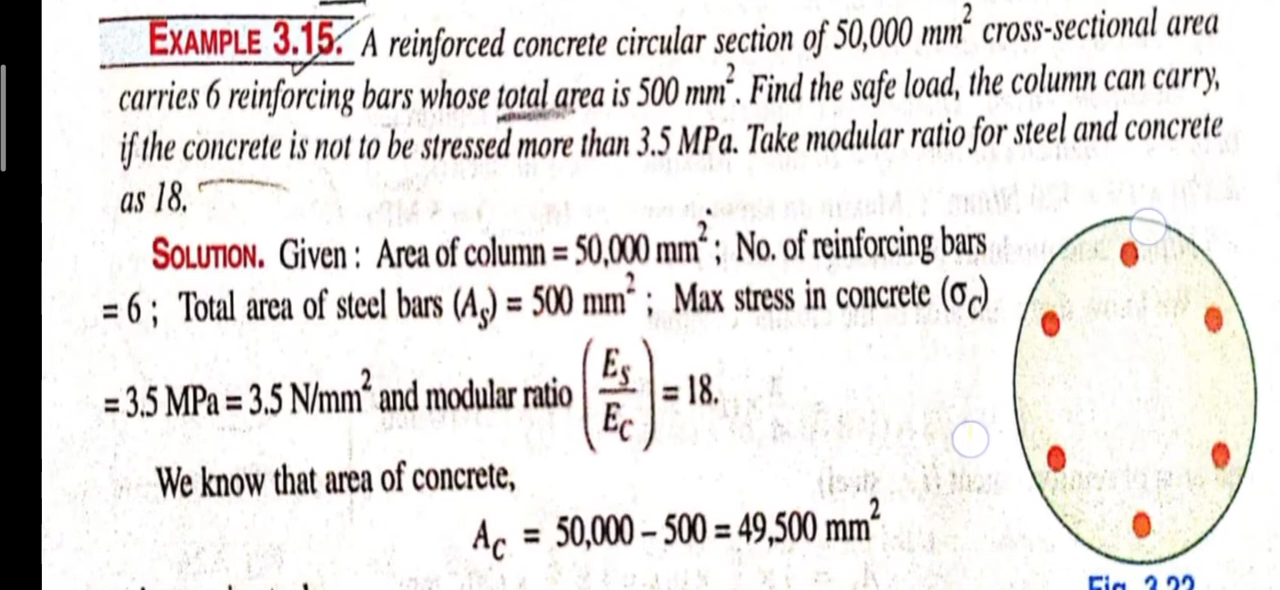 EXAMPLE 3.15. A reinforced concrete circular section of 50,000 mm² cross-sectional area
carries 6 reinforcing bars whose total area is 500 mm². Find the safe load, the column can carry,
if the concrete is not to be stressed more than 3.5 MPa. Take modular ratio for steel and concrete
as 18.
SOLUTION. Given : Area of column = 50,000 mm² ; No. of reinforcing bars
= 6 ; Total area of steel bars (A_S) = 500 mm² ; Max stress in concrete (σ_C)
= 3.5 MPa = 3.5 N/mm² and modular ratio (E_S / E_C) = 18.
We know that area of concrete,
A_C = 50,000 – 500 = 49,500 mm²